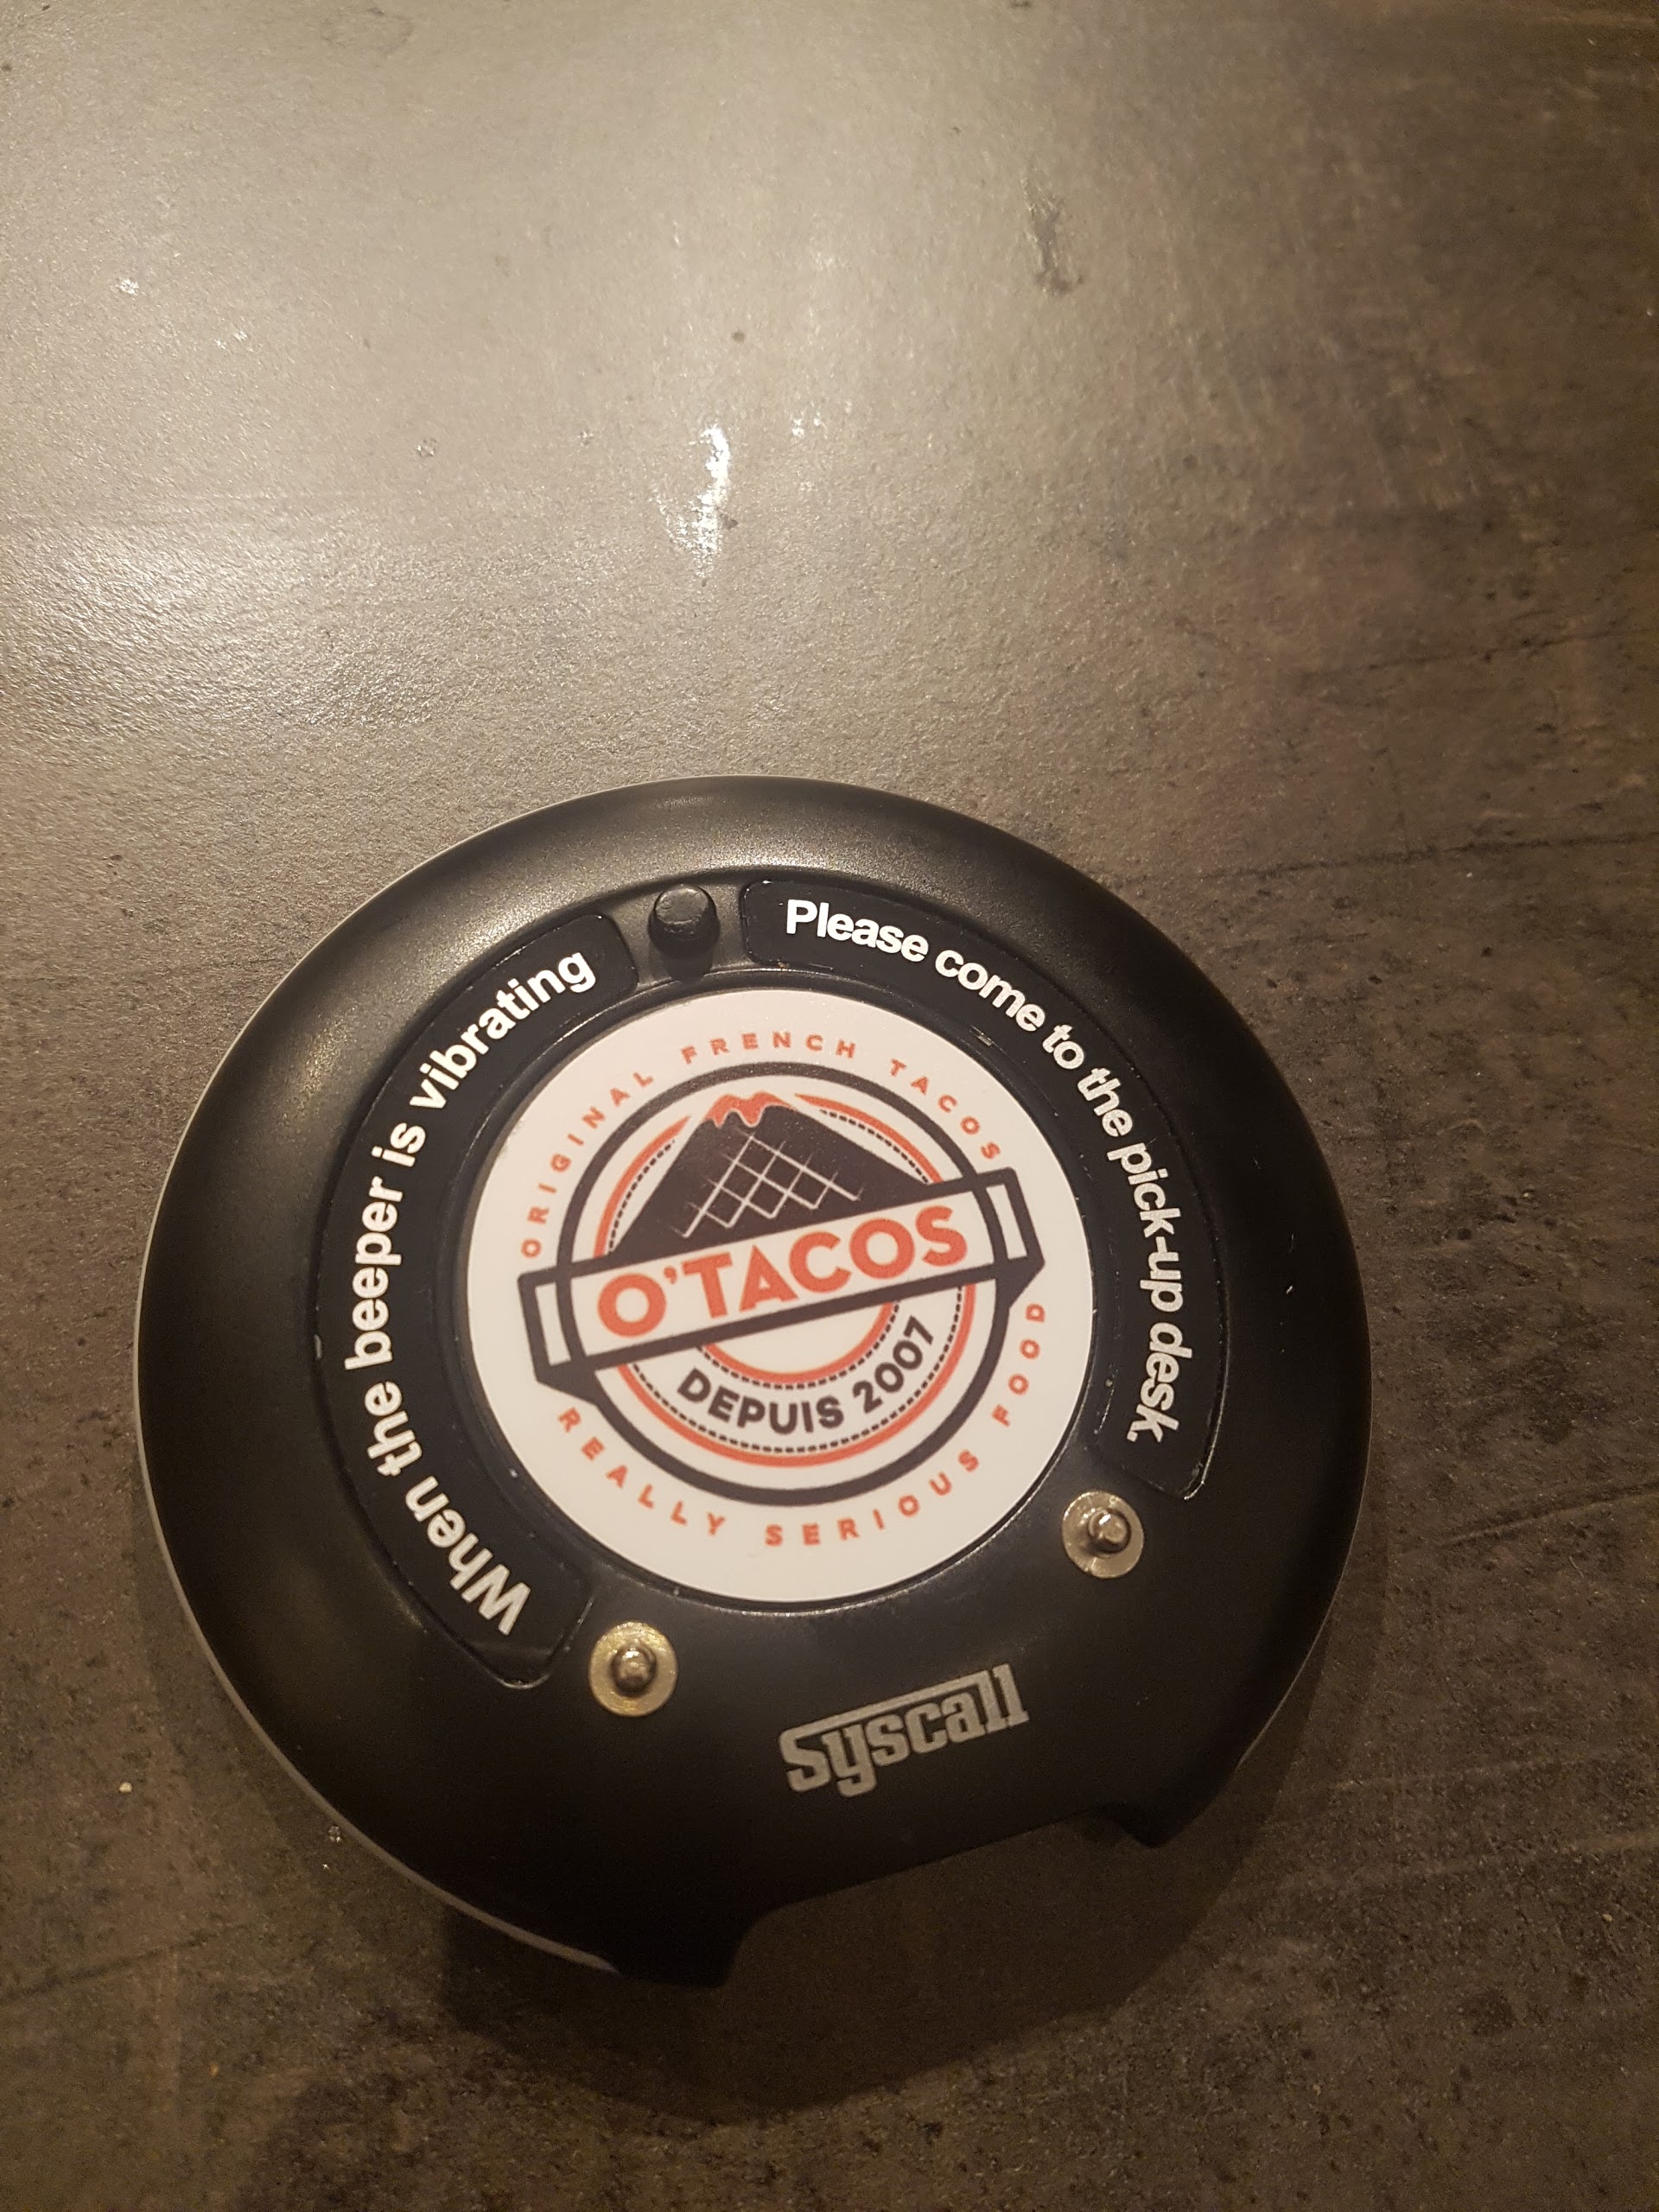 When the beeper is vibrating
Please come to the pick-up desk.
ORIGINAL FRENCH TACOS
O'TACOS
DEPUIS 2007
REALLY SERIOUS FOOD
Syscall